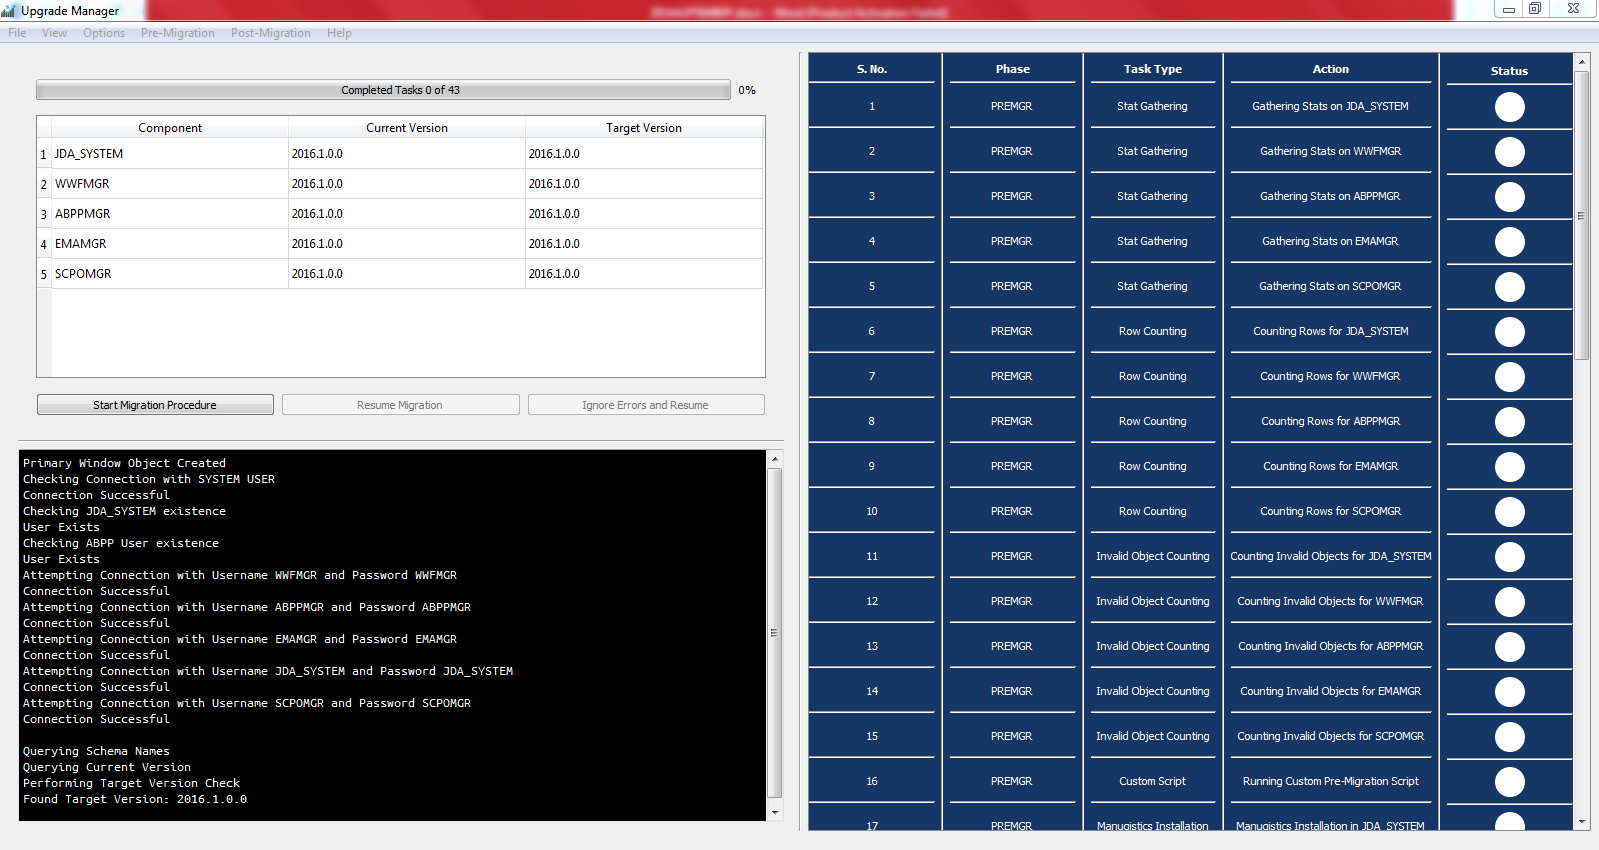 Upgrade Manager
File View Options Pre-Migration Post-Migration Help
Completed Tasks 0 of 43 0%
Component Current Version Target Version
1 JDA_SYSTEM 2016.1.0.0 2016.1.0.0
2 WWFMGR 2016.1.0.0 2016.1.0.0
3 ABPPMGR 2016.1.0.0 2016.1.0.0
4 EMAMGR 2016.1.0.0 2016.1.0.0
5 SCPOMGR 2016.1.0.0 2016.1.0.0
Start Migration Procedure Resume Migration Ignore Errors and Resume
Primary Window Object Created
Checking Connection with SYSTEM USER
Connection Successful
Checking JDA_SYSTEM existence
User Exists
Checking ABPP User existence
User Exists
Attempting Connection with Username WWFMGR and Password WWFMGR
Connection Successful
Attempting Connection with Username ABPPMGR and Password ABPPMGR
Connection Successful
Attempting Connection with Username EMAMGR and Password EMAMGR
Connection Successful
Attempting Connection with Username JDA_SYSTEM and Password JDA_SYSTEM
Connection Successful
Attempting Connection with Username SCPOMGR and Password SCPOMGR
Connection Successful
Querying Schema Names
Querying Current Version
Performing Target Version Check
Found Target Version: 2016.1.0.0
S. No. Phase Task Type Action Status
1 PREMGR Stat Gathering Gathering Stats on JDA_SYSTEM
2 PREMGR Stat Gathering Gathering Stats on WWFMGR
3 PREMGR Stat Gathering Gathering Stats on ABPPMGR
4 PREMGR Stat Gathering Gathering Stats on EMAMGR
5 PREMGR Stat Gathering Gathering Stats on SCPOMGR
6 PREMGR Row Counting Counting Rows for JDA_SYSTEM
7 PREMGR Row Counting Counting Rows for WWFMGR
8 PREMGR Row Counting Counting Rows for ABPPMGR
9 PREMGR Row Counting Counting Rows for EMAMGR
10 PREMGR Row Counting Counting Rows for SCPOMGR
11 PREMGR Invalid Object Counting Counting Invalid Objects for JDA_SYSTEM
12 PREMGR Invalid Object Counting Counting Invalid Objects for WWFMGR
13 PREMGR Invalid Object Counting Counting Invalid Objects for ABPPMGR
14 PREMGR Invalid Object Counting Counting Invalid Objects for EMAMGR
15 PREMGR Invalid Object Counting Counting Invalid Objects for SCPOMGR
16 PREMGR Custom Script Running Custom Pre-Migration Script
17 PREMGR Manugistics Installation Manugistics Installation in JDA_SYSTEM